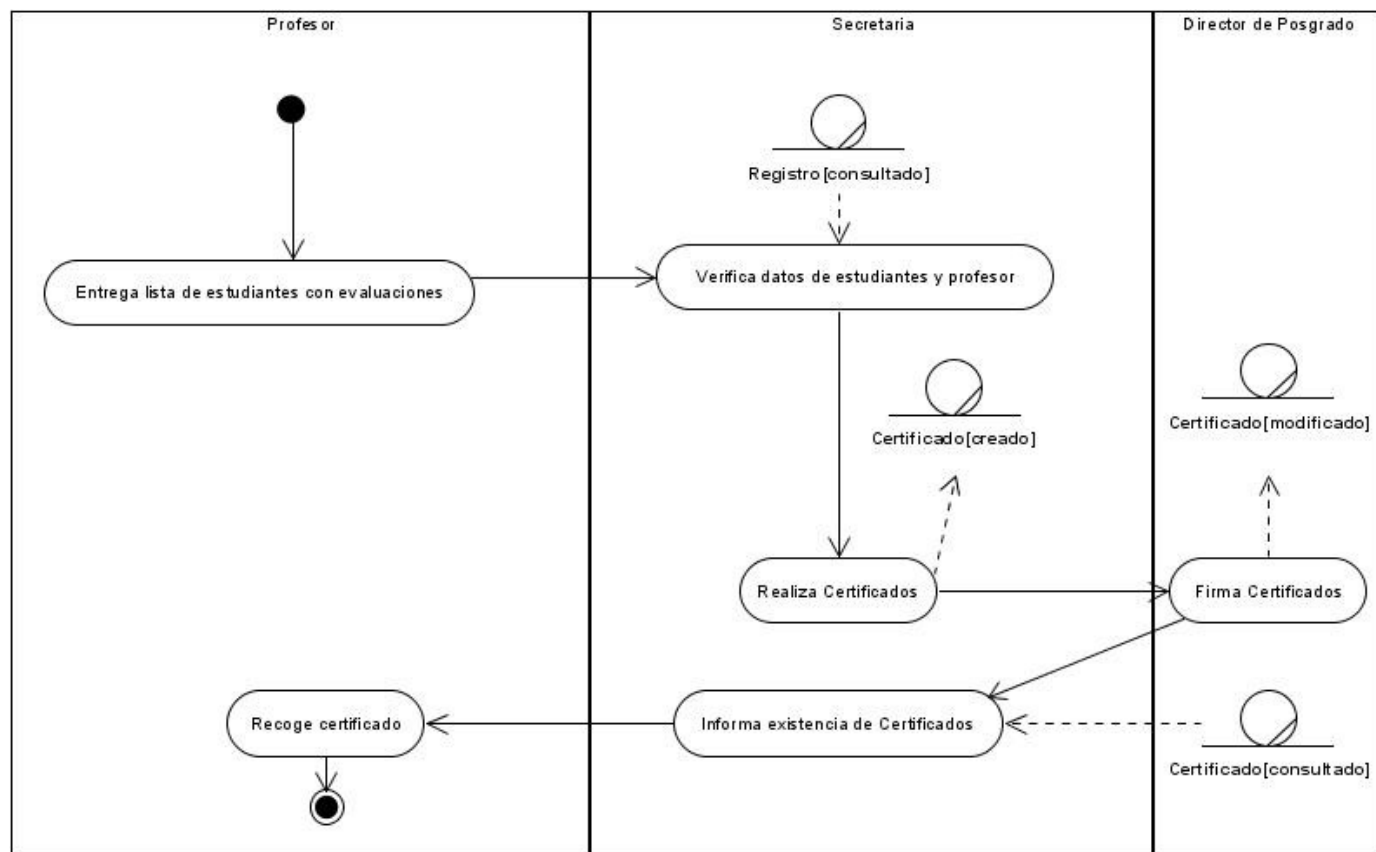 Profesor
Secretaria
Director de Posgrado
Registro[consultado]
Entrega lista de estudiantes con evaluaciones
Verifica datos de estudiantes y profesor
Certificado[creado]
Certificado[modificado]
Realiza Certificados
Firma Certificados
Recoge certificado
Informa existencia de Certificados
Certificado[consultado]